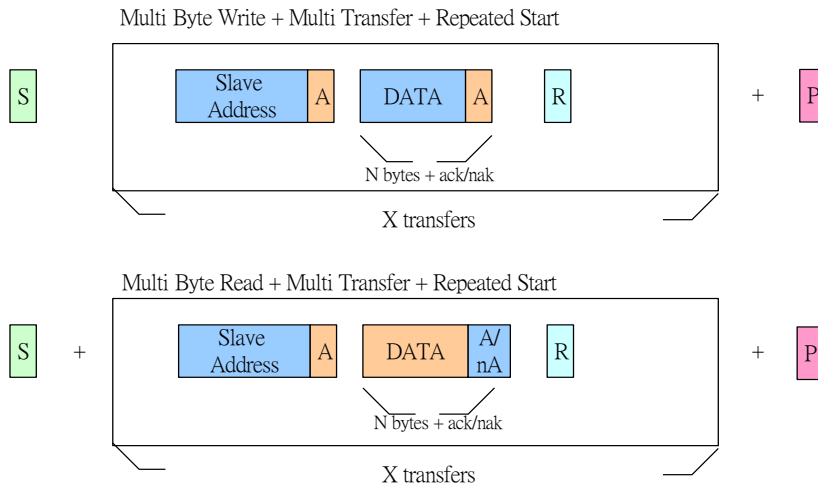 Multi Byte Write + Multi Transfer + Repeated Start
S Slave Address A DATA A R + P
N bytes + ack/nak
X transfers
Multi Byte Read + Multi Transfer + Repeated Start
S + Slave Address A DATA A/nA R + P
N bytes + ack/nak
X transfers